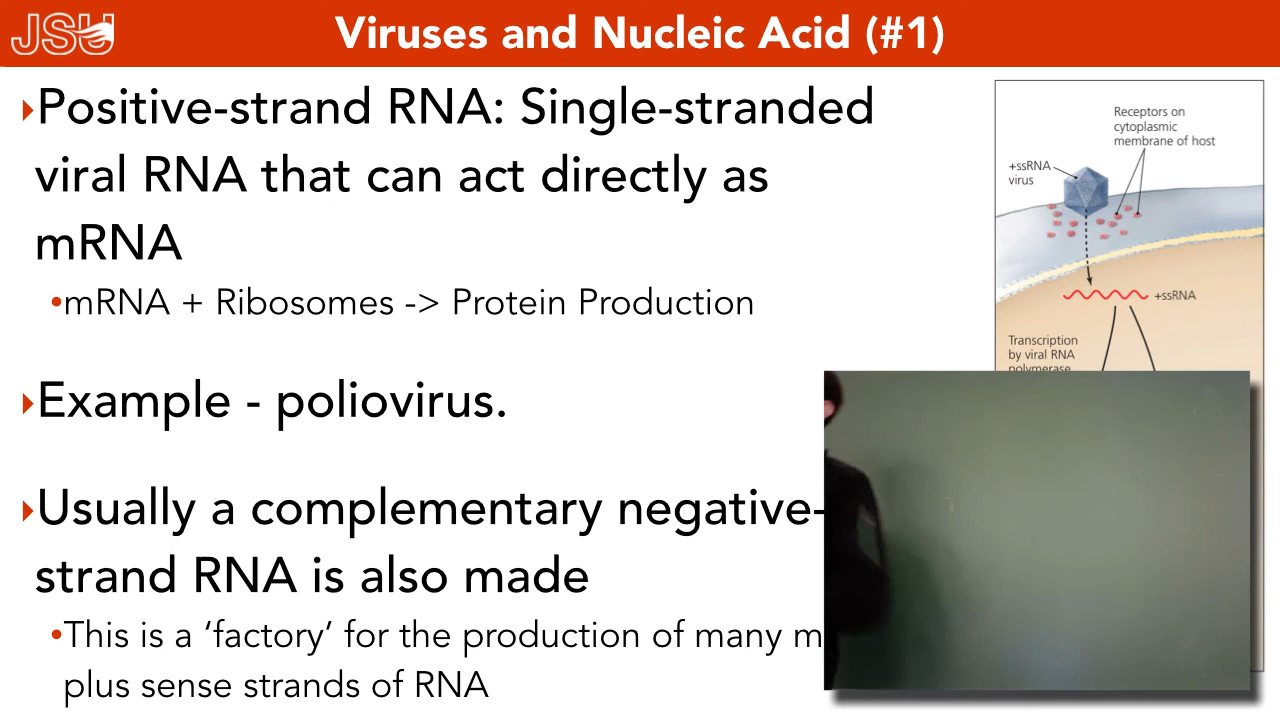 JSU
Viruses and Nucleic Acid (#1)
‣Positive-strand RNA: Single-stranded
viral RNA that can act directly as
mRNA
•mRNA + Ribosomes -> Protein Production
‣Example - poliovirus.
‣Usually a complementary negative-
strand RNA is also made
•This is a ‘factory’ for the production of many m
plus sense strands of RNA
Receptors on
cytoplasmic
membrane of host
+ssRNA
virus
+ssRNA
Transcription
by viral RNA
polymerase